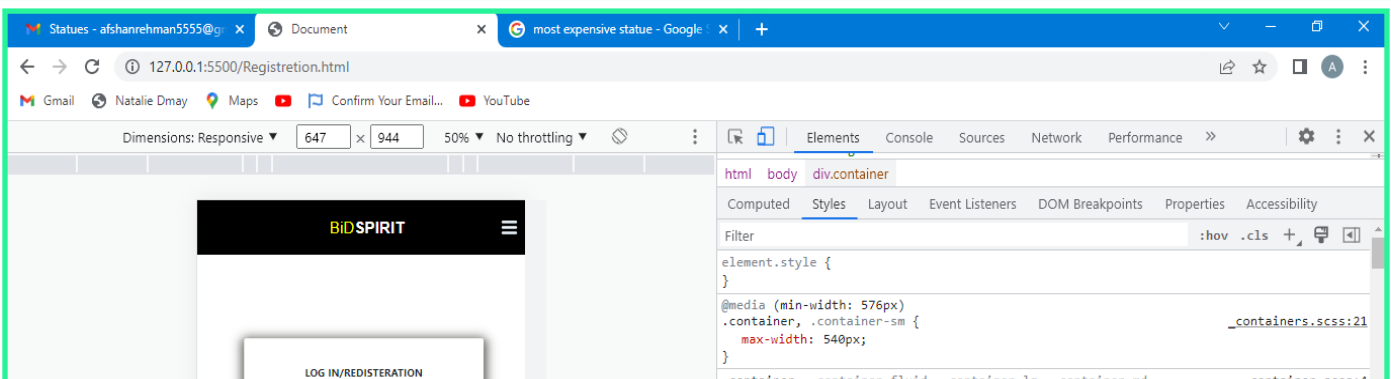 Statues - afshanrehman5555@g
Document
most expensive statue - Google
127.0.0.1:5500/Registretion.html
A
Gmail
Natalie Dmay
Maps
Confirm Your Email...
YouTube
Dimensions: Responsive ▼ 647 × 944 50% ▼ No throttling ▼
Elements Console Sources Network Performance »
html body div.container
Computed Styles Layout Event Listeners DOM Breakpoints Properties Accessibility
Filter :hov .cls +
BiDSPIRIT
element.style {
}
@media (min-width: 576px)
.container, .container-sm { _containers.scss:21
max-width: 540px;
}
LOG IN/REDISTERATION